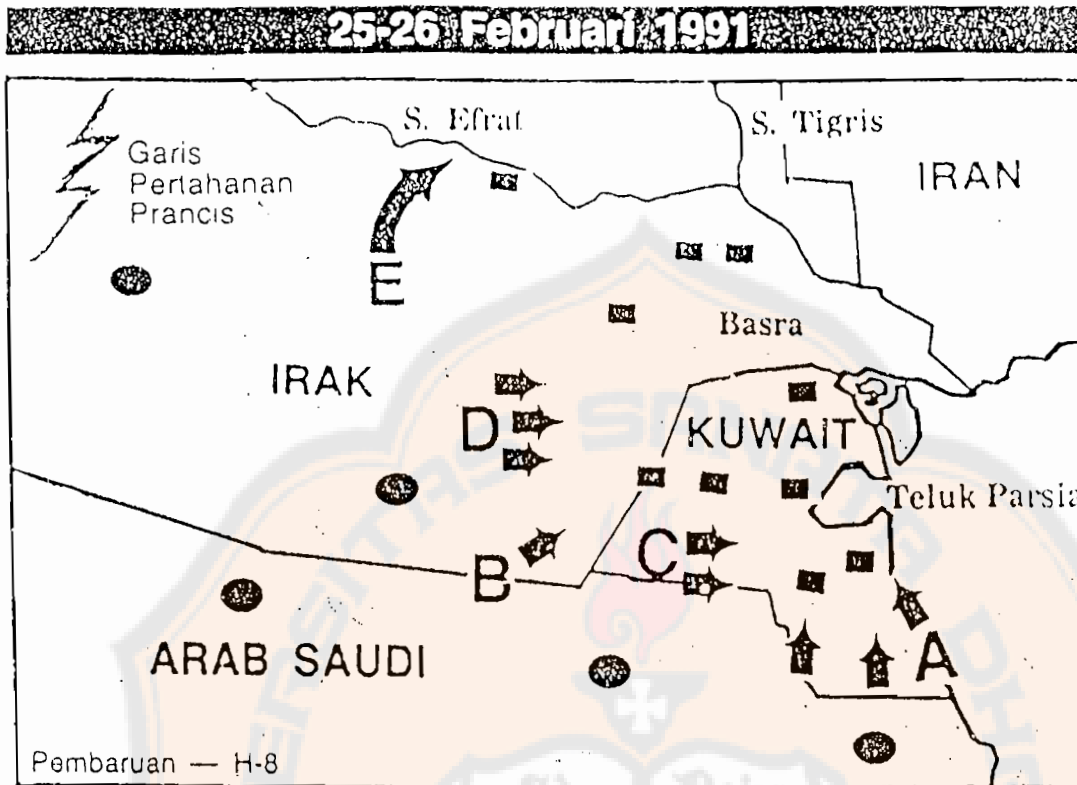 25-26 Februari 1991
S. Efrat
S. Tigris
IRAN
Garis
Pertahanan
Prancis
E
Basra
IRAK
D
KUWAIT
Teluk Parsia
C
B
ARAB SAUDI
A
Pembaruan — H-8